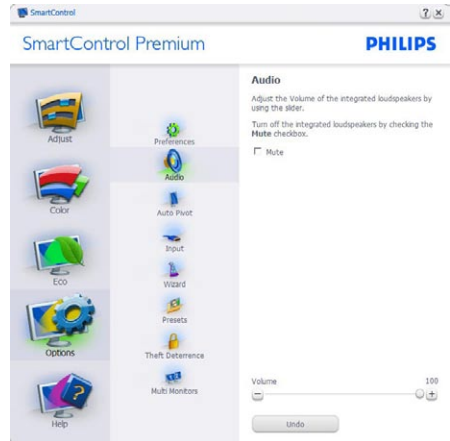 SmartControl
SmartControl Premium
PHILIPS
Adjust
Color
Eco
Options
Help
Preferences
Audio
Auto Pivot
Input
Wizard
Presets
Theft Deterrence
Multi Monitors
Audio
Adjust the Volume of the integrated loudspeakers by
using the slider.
Turn off the integrated loudspeakers by checking the
Mute checkbox.
Mute
Volume 100
Undo